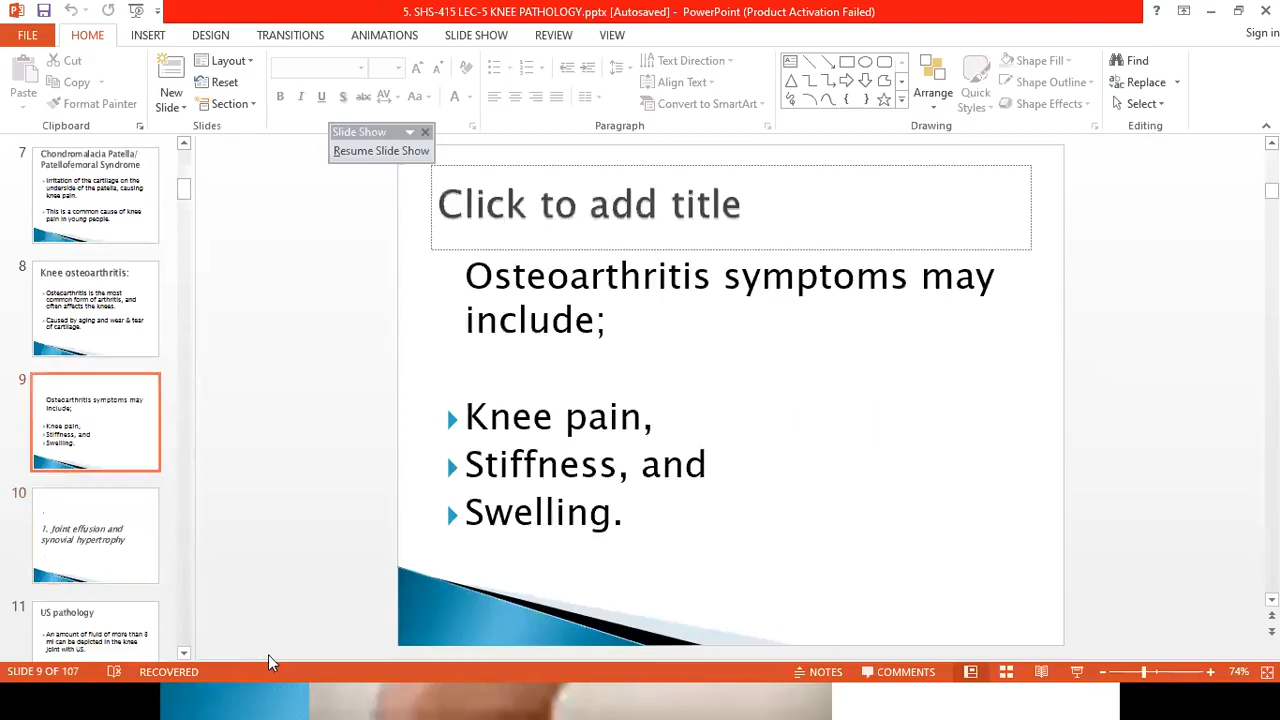 5. SHS-415 LEC-5 KNEE PATHOLOGY.pptx [Autosaved] - PowerPoint (Product Activation Failed)
FILE HOME INSERT DESIGN TRANSITIONS ANIMATIONS SLIDE SHOW REVIEW VIEW Sign in
Paste
Cut
Copy
Format Painter
Clipboard
New Slide
Layout
Reset
Section
Slides
B I U S abc AV Aa A
Text Direction
Align Text
Convert to SmartArt
Paragraph
Arrange
Quick Styles
Shape Fill
Shape Outline
Shape Effects
Drawing
Find
Replace
Select
Editing
Slide Show
Resume Slide Show
7
Chondromalacia Patella/
Patellofemoral Syndrome
Irritation of the cartilage on the
underside of the patella, causing
knee pain.
This is a common cause of knee
pain in young people.
8
Knee osteoarthritis:
Osteoarthritis is the most
common form of arthritis, and
often affects the knees.
Caused by aging and wear & tear
of cartilage.
9
Osteoarthritis symptoms may
include;
Knee pain,
Stiffness, and
Swelling.
10
1. Joint effusion and
synovial hypertrophy
11
US pathology
An amount of fluid of more than 8
ml can be depicted in the knee
joint with US.
Click to add title
Osteoarthritis symptoms may
include;
Knee pain,
Stiffness, and
Swelling.
SLIDE 9 OF 107 RECOVERED NOTES COMMENTS 74%